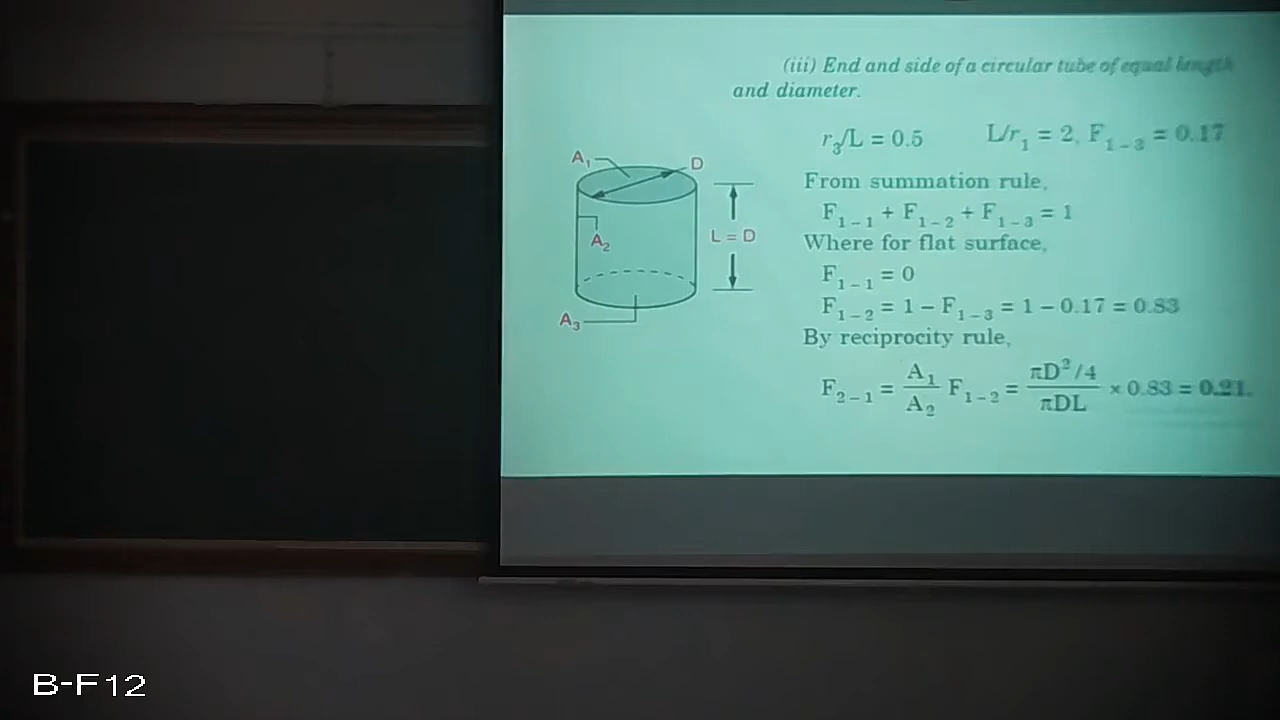 (iii) End and side of a circular tube of equal length
and diameter.
r₃/L = 0.5 L/r₁ = 2, F₁₋₃ = 0.17
From summation rule,
F₁₋₁ + F₁₋₂ + F₁₋₃ = 1
Where for flat surface,
F₁₋₁ = 0
F₁₋₂ = 1 – F₁₋₃ = 1 – 0.17 = 0.83
By reciprocity rule,
F₂₋₁ = A₁/A₂ F₁₋₂ = πD²/4 / πDL × 0.83 = 0.21.
A₁
D
A₂
L = D
A₃
B-F12